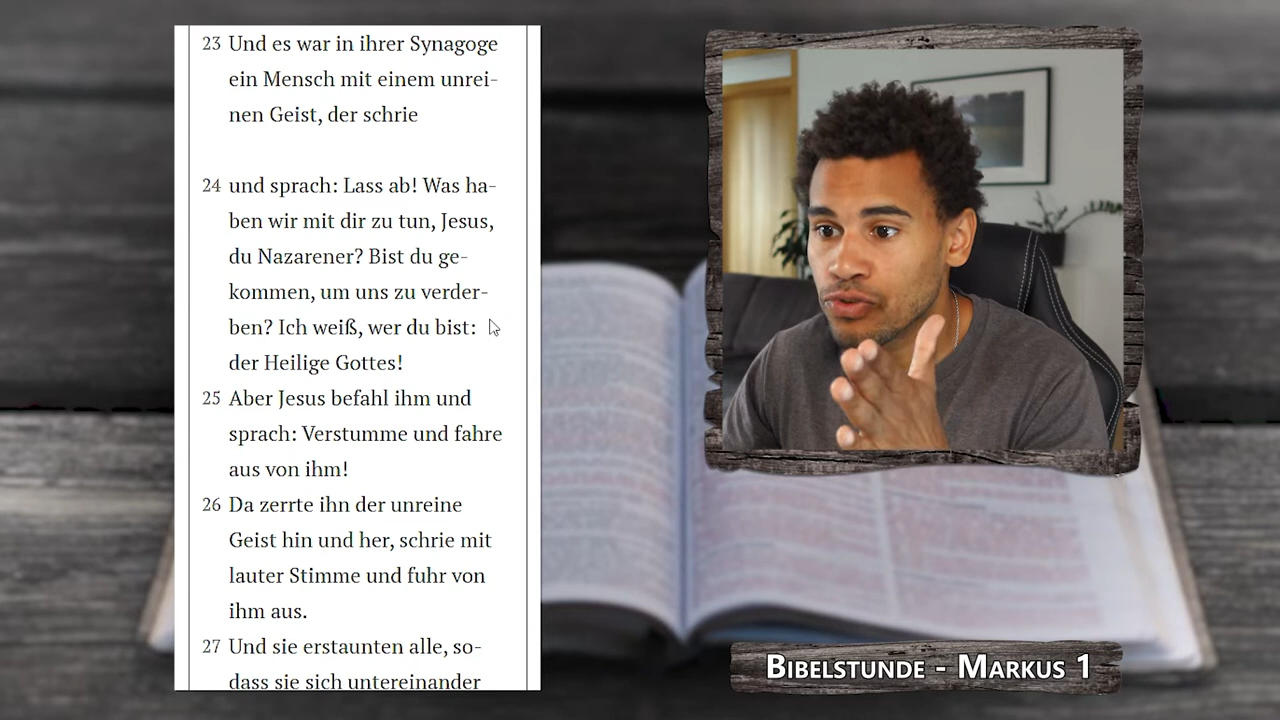 23 Und es war in ihrer Synagoge
ein Mensch mit einem unrei-
nen Geist, der schrie
24 und sprach: Lass ab! Was ha-
ben wir mit dir zu tun, Jesus,
du Nazarener? Bist du ge-
kommen, um uns zu verder-
ben? Ich weiß, wer du bist:
der Heilige Gottes!
25 Aber Jesus befahl ihm und
sprach: Verstumme und fahre
aus von ihm!
26 Da zerrte ihn der unreine
Geist hin und her, schrie mit
lauter Stimme und fuhr von
ihm aus.
27 Und sie erstaunten alle, so-
dass sie sich untereinander
Bibelstunde - Markus 1